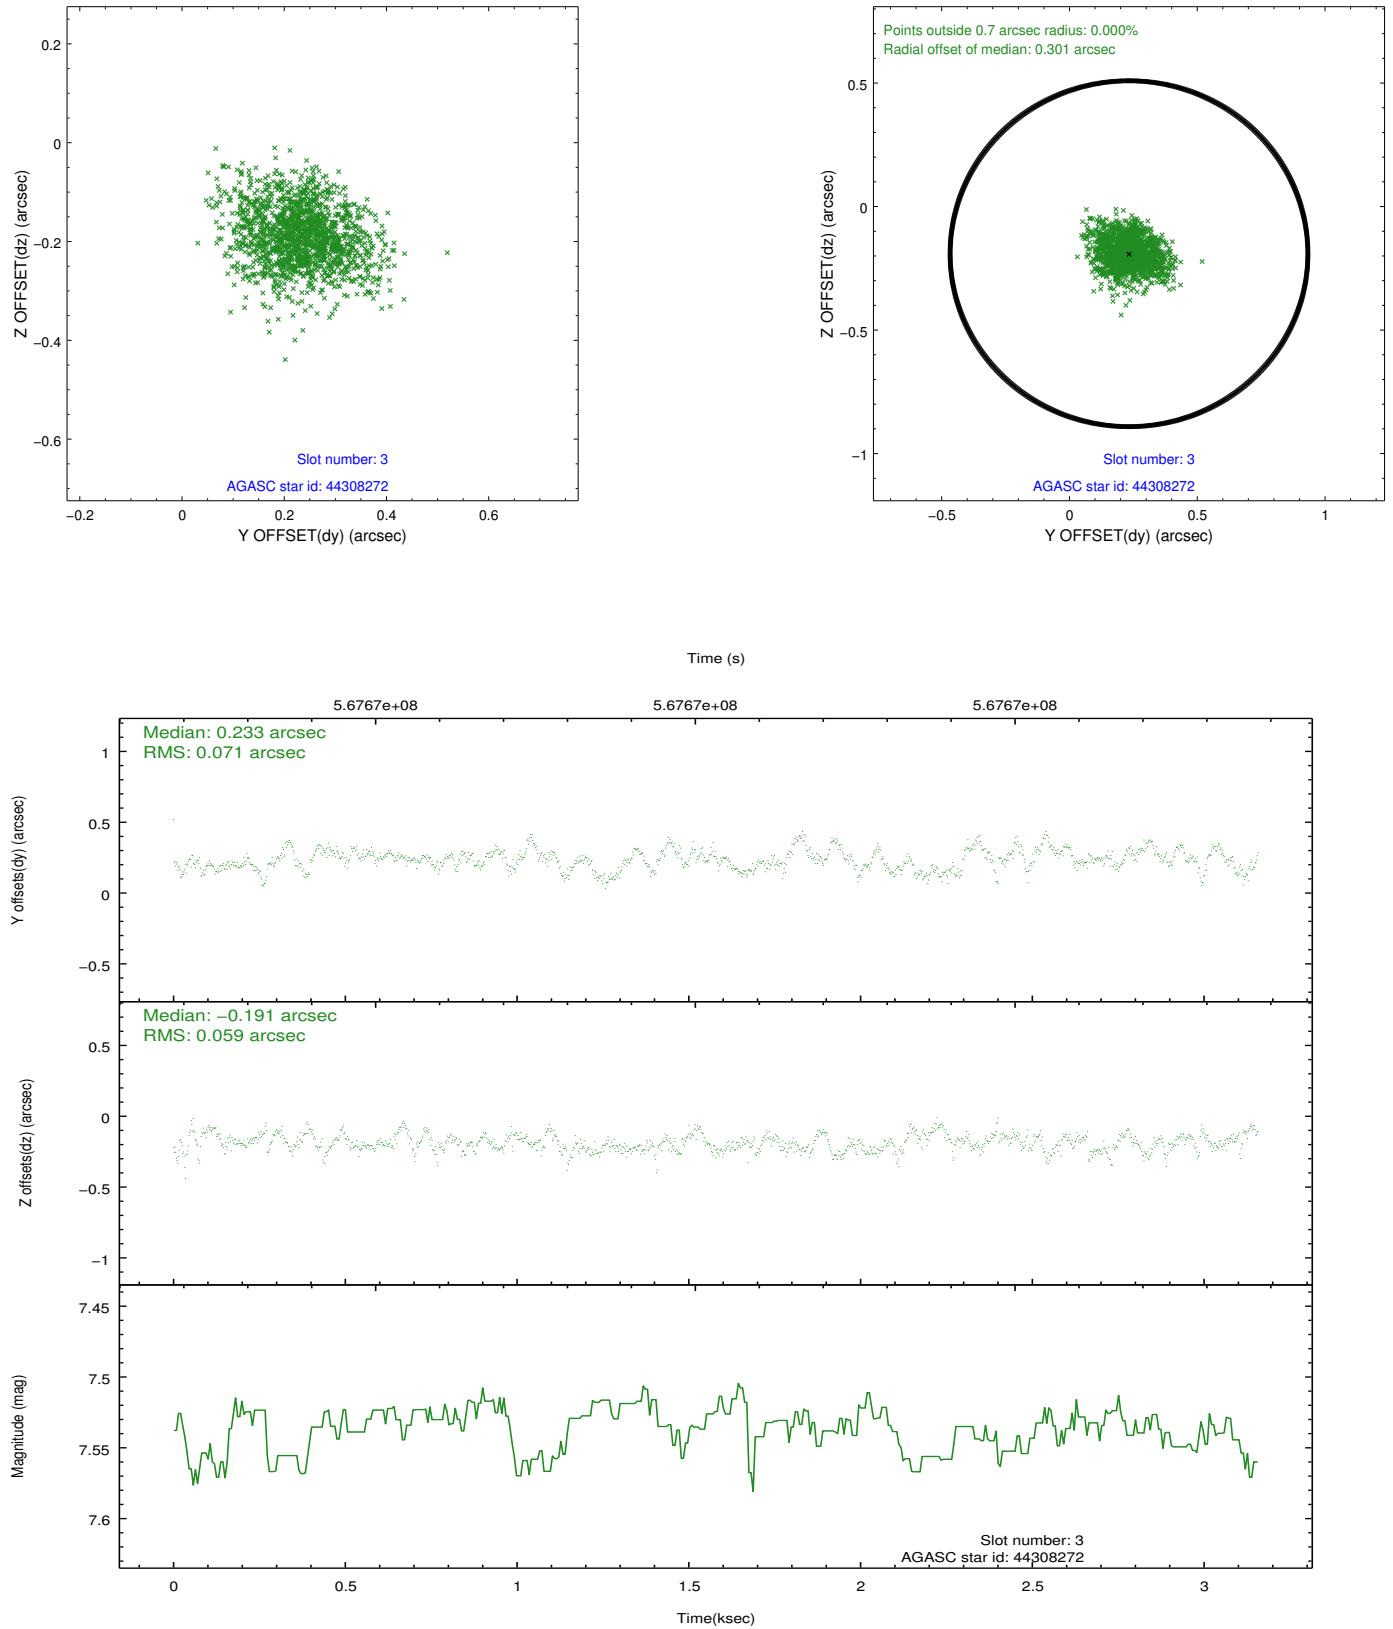 0.2
0
−0.2
−0.4
−0.6
Z OFFSET(dz) (arcsec)
Slot number: 3
AGASC star id: 44308272
−0.2 0 0.2 0.4 0.6
Y OFFSET(dy) (arcsec)
Points outside 0.7 arcsec radius: 0.000%
Radial offset of median: 0.301 arcsec
0.5
0
−0.5
−1
Z OFFSET(dz) (arcsec)
Slot number: 3
AGASC star id: 44308272
−0.5 0 0.5 1
Y OFFSET(dy) (arcsec)
Time (s)
5.6767e+08 5.6767e+08 5.6767e+08
Median: 0.233 arcsec
RMS: 0.071 arcsec
1
0.5
0
−0.5
Y offsets(dy) (arcsec)
Median: −0.191 arcsec
RMS: 0.059 arcsec
0.5
0
−0.5
−1
Z offsets(dz) (arcsec)
7.45
7.5
7.55
7.6
Magnitude (mag)
Slot number: 3
AGASC star id: 44308272
0 0.5 1 1.5 2 2.5 3
Time(ksec)